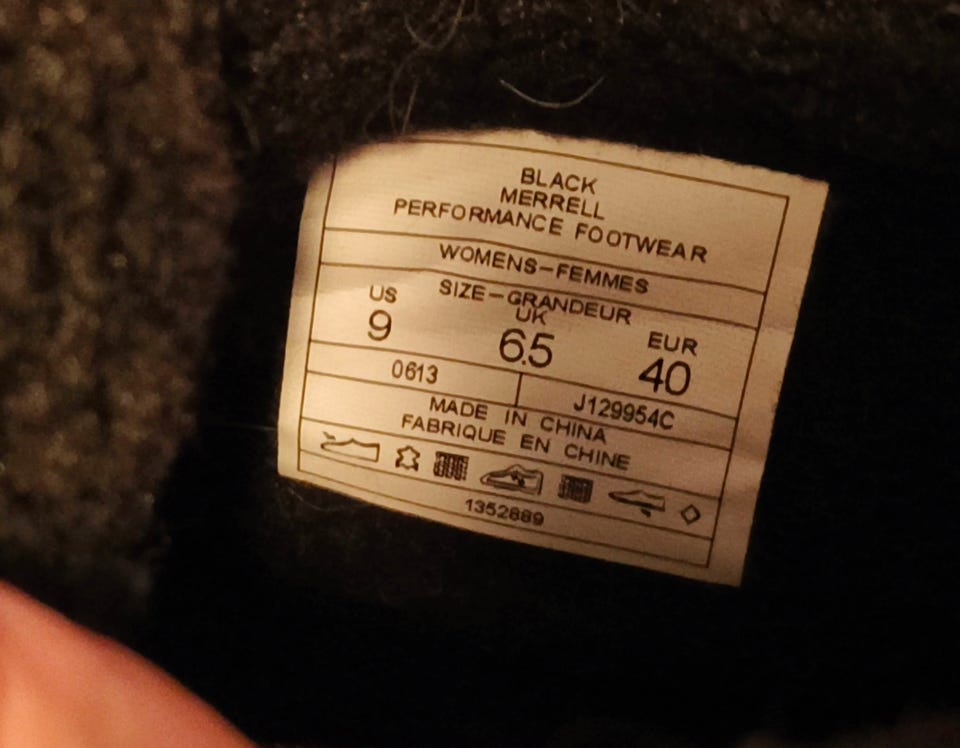 BLACK
MERRELL
PERFORMANCE FOOTWEAR
WOMENS-FEMMES
SIZE-GRANDEUR
US UK EUR
9 6.5 40
0613 J129954C
MADE IN CHINA
FABRIQUE EN CHINE
1352889